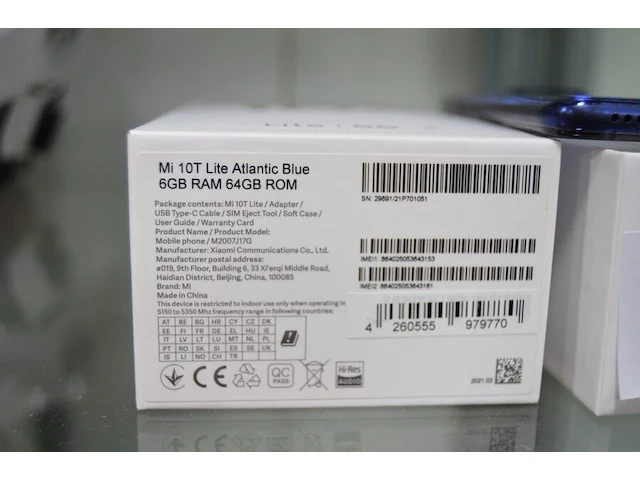 Mi 10T Lite Atlantic Blue
6GB RAM 64GB ROM
Package contents: Mi 10T Lite / Adapter /
USB Type-C Cable / SIM Eject Tool / Soft Case /
User Guide / Warranty Card
Product Name / Product Model:
Mobile phone / M2007J17G
Manufacturer: Xiaomi Communications Co., Ltd.
Manufacturer postal address:
#019, 9th Floor, Building 6, 33 Xi'erqi Middle Road,
Haidian District, Beijing, China, 100085
Brand: MI
Made in China
This device is restricted to indoor use only when operating in
5150 to 5350 Mhz frequency range in following countries:
AT BE BG HR CY CZ DK
EE FI FR DE EL HU IE
IT LV LT LU MT NL PL
PT RO SK SI ES SE UK
IS LI NO CH TR
CE
QC
PASS
Hi-Res
AUDIO
SN: 29891/21P701051
IMEI1: 864025053643153
IMEI2: 864025053643161
4 260555 979770
2021.02